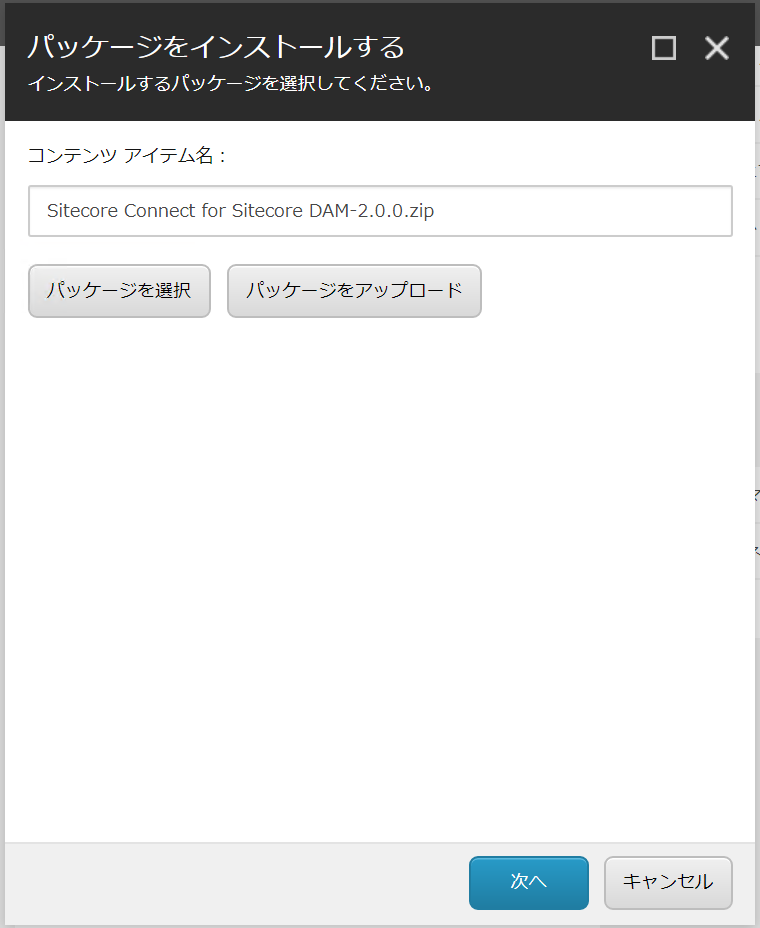 パッケージをインストールする
インストールするパッケージを選択してください。
コンテンツ アイテム名：
Sitecore Connect for Sitecore DAM-2.0.0.zip
パッケージを選択 パッケージをアップロード
次へ キャンセル